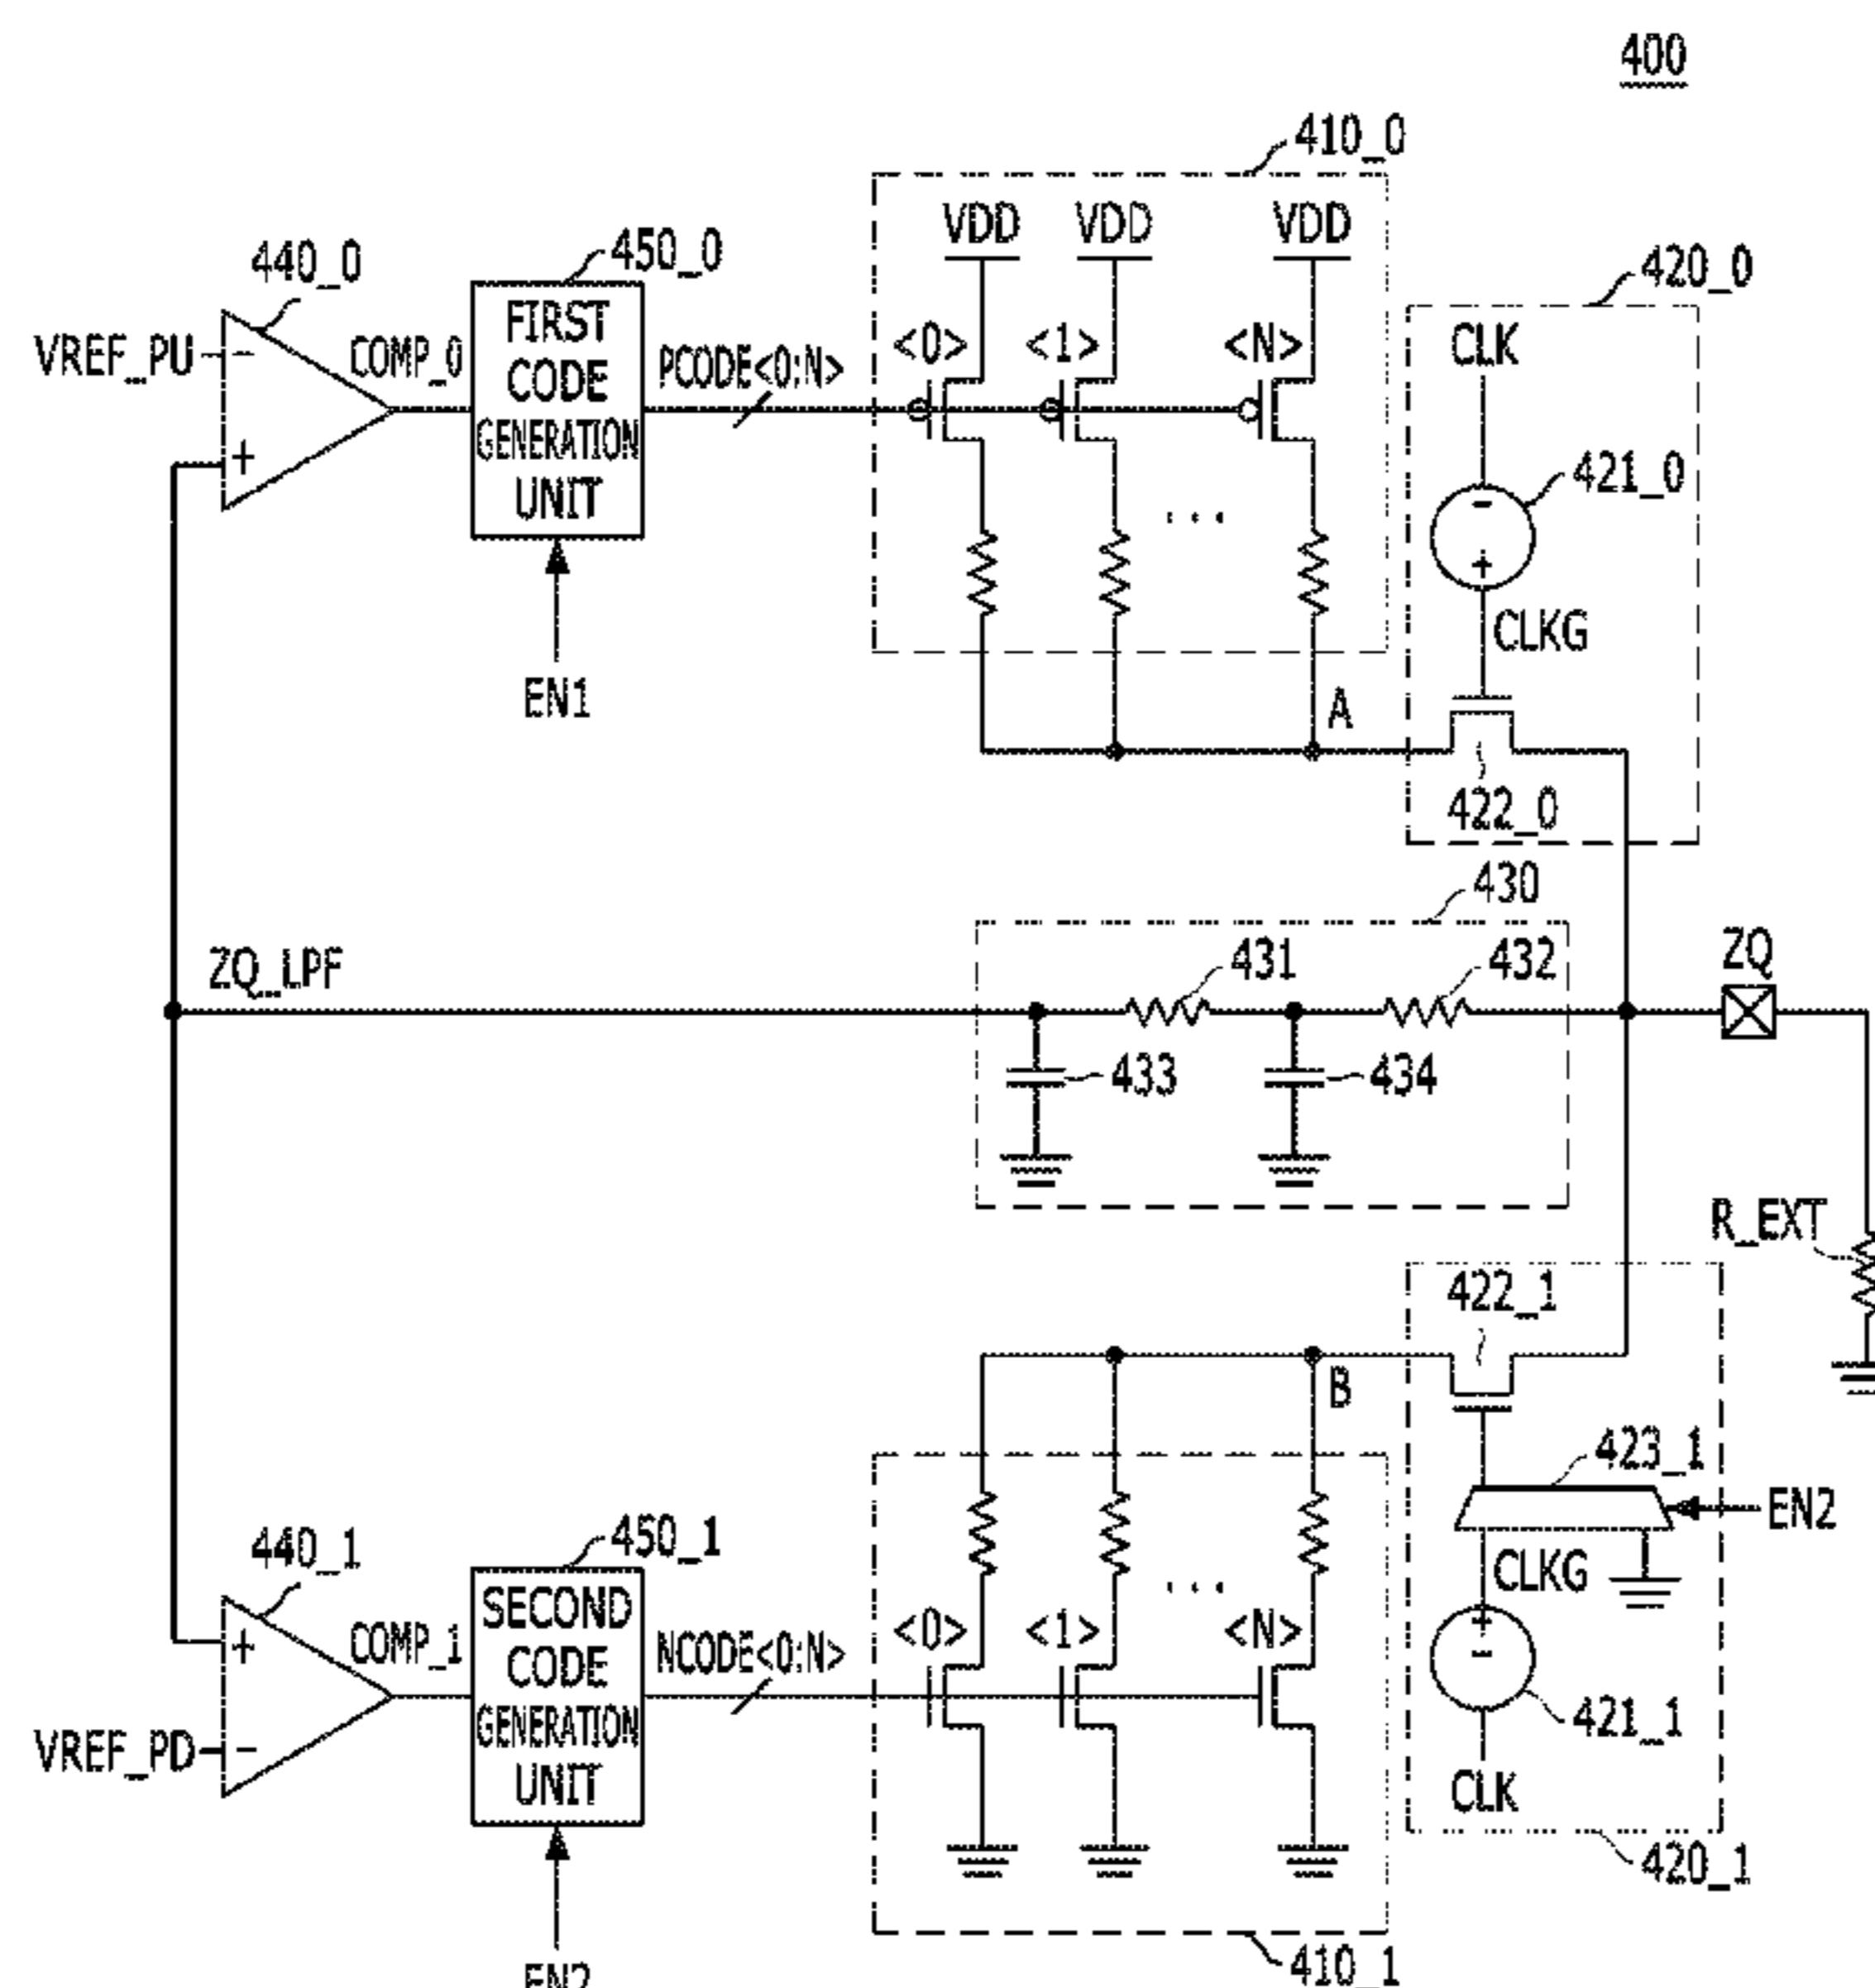 400
410_0
VDD VDD VDD
440_0
450_0
420_0
VREF_PU
-
+
COMP_0
FIRST
CODE
GENERATION
UNIT
PCODE<0:N>
<0>
<1>
<N>
...
CLK
-
+
421_0
CLKG
EN1
A
422_0
430
ZQ_LPF
431
432
ZQ
433
434
R_EXT
422_1
B
423_1
EN2
CLKG
+
-
421_1
CLK
420_1
440_1
450_1
+
-
VREF_PD
COMP_1
SECOND
CODE
GENERATION
UNIT
NCODE<0:N>
<0>
<1>
<N>
...
EN2
410_1